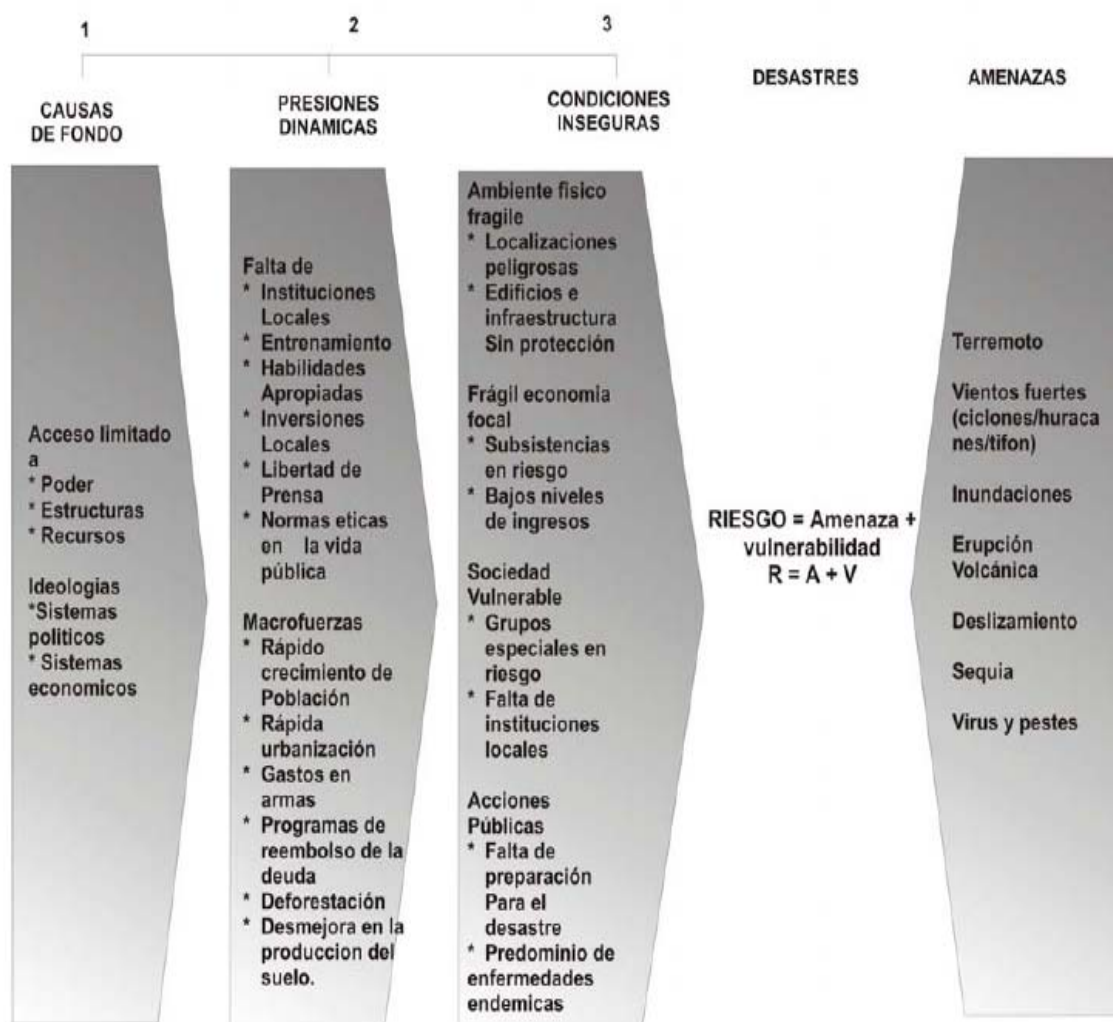 1
2
3
CAUSAS
DE FONDO
PRESIONES
DINAMICAS
CONDICIONES
INSEGURAS
DESASTRES
AMENAZAS
Acceso limitado
a
* Poder
* Estructuras
* Recursos
Ideologias
*Sistemas
politicos
* Sistemas
economicos
Falta de
* Instituciones
Locales
* Entrenamiento
* Habilidades
Apropiadas
* Inversiones
Locales
* Libertad de
Prensa
* Normas eticas
en la vida
pública
Macrofuerzas
* Rápido
crecimiento de
Población
* Rápida
urbanización
* Gastos en
armas
* Programas de
reembolso de la
deuda
* Deforestación
* Desmejora en la
produccion del
suelo.
Ambiente fisico
fragile
* Localizaciones
peligrosas
* Edificios e
infraestructura
Sin protección
Frágil economia
focal
* Subsistencias
en riesgo
* Bajos niveles
de ingresos
Sociedad
Vulnerable
* Grupos
especiales en
riesgo
* Falta de
instituciones
locales
Acciones
Públicas
* Falta de
preparación
Para el
desastre
* Predominio de
enfermedades
endemicas
RIESGO = Amenaza +
vulnerabilidad
R = A + V
Terremoto
Vientos fuertes
(ciclones/huraca
nes/tifon)
Inundaciones
Erupción
Volcánica
Deslizamiento
Sequia
Virus y pestes